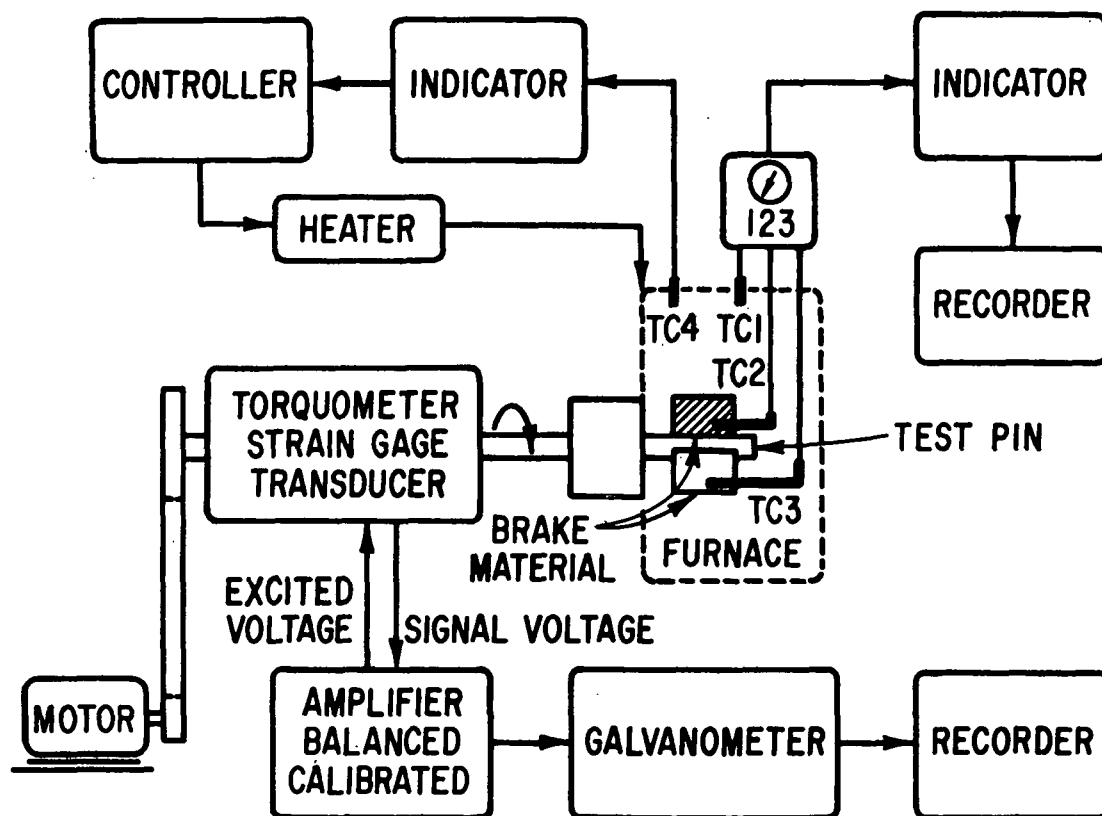 CONTROLLER
INDICATOR
INDICATOR
123
HEATER
RECORDER
TC4
TC1
TC2
TORQUOMETER
STRAIN GAGE
TRANSDUCER
TEST PIN
TC3
BRAKE
MATERIAL
FURNACE
EXCITED
VOLTAGE
SIGNAL VOLTAGE
MOTOR
AMPLIFIER
BALANCED
CALIBRATED
GALVANOMETER
RECORDER